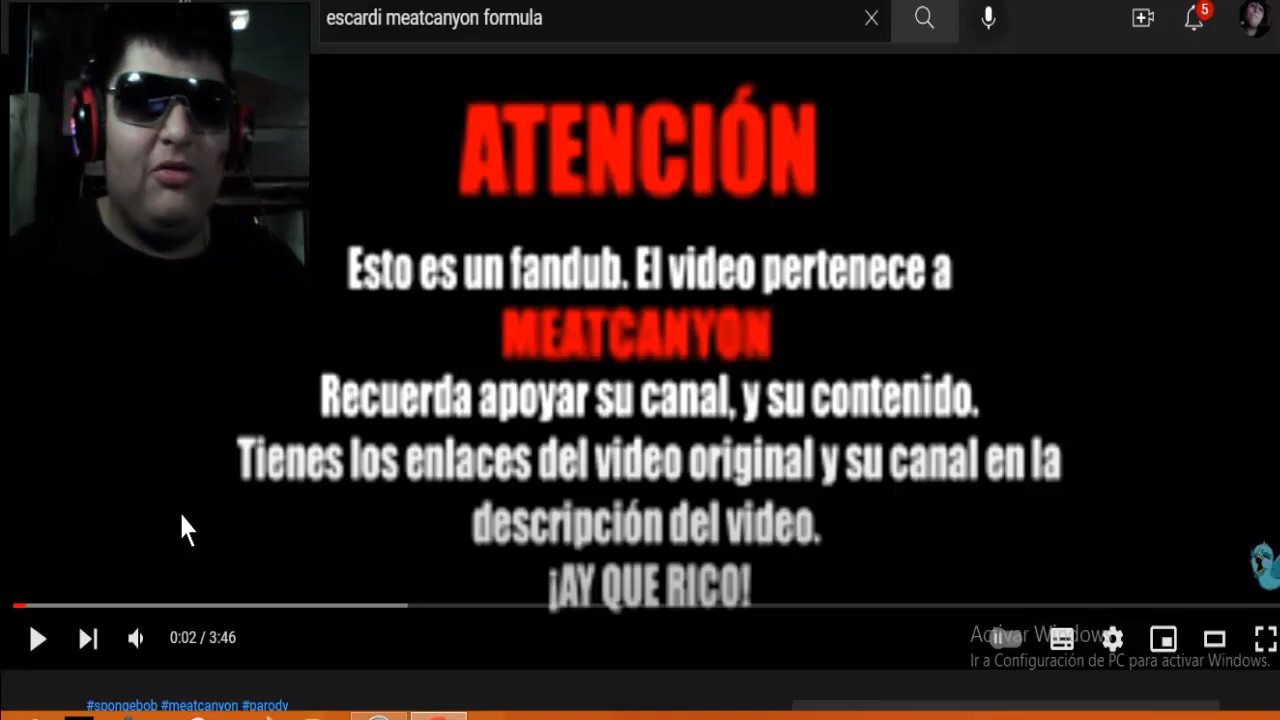 escardi meatcanyon formula
5
ATENCIÓN
Esto es un fandub. El video pertenece a
MEATCANYON
Recuerda apoyar su canal, y su contenido.
Tienes los enlaces del video original y su canal en la
descripción del video.
¡AY QUE RICO!
0:02 / 3:46
Activar Windows
Ir a Configuración de PC para activar Windows.
#spongebob #meatcanyon #parody